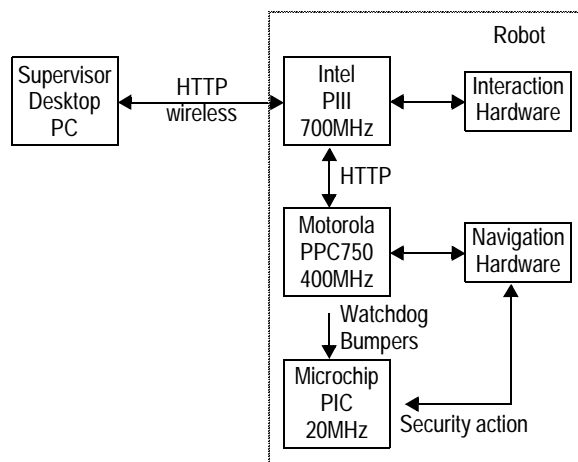 Robot
Supervisor
Desktop
PC
HTTP
wireless
Intel
PIII
700MHz
Interaction
Hardware
HTTP
Motorola
PPC750
400MHz
Navigation
Hardware
Watchdog
Bumpers
Microchip
PIC
20MHz
Security action